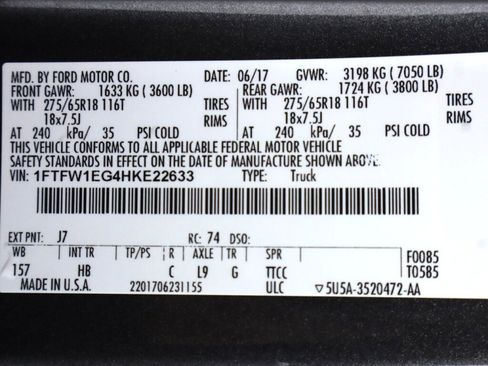 MFD. BY FORD MOTOR CO. DATE: 06/17 GVWR: 3198 KG ( 7050 LB)
FRONT GAWR: 1633 KG ( 3600 LB) REAR GAWR: 1724 KG ( 3800 LB)
WITH 275/65R18 116T TIRES WITH 275/65R18 116T TIRES
18x7.5J RIMS 18x7.5J RIMS
AT 240 kPa/ 35 PSI COLD AT 240 kPa/ 35 PSI COLD
THIS VEHICLE CONFORMS TO ALL APPLICABLE FEDERAL MOTOR VEHICLE
SAFETY STANDARDS IN EFFECT ON THE DATE OF MANUFACTURE SHOWN ABOVE.
VIN: 1FTFW1EG4HKE22633 TYPE: Truck
EXT PNT: J7 RC: 74 DSO:
WB INT TR TP/PS R AXLE TR SPR F0085
157 HB C L9 G TTCC T0585
MADE IN U.S.A. 2201706231155 ULC ▽5U5A-3520472-AA